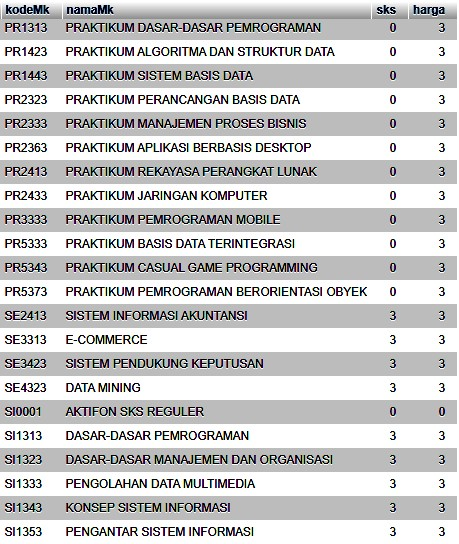 kodeMk namaMk sks harga
PR1313 PRAKTIKUM DASAR-DASAR PEMROGRAMAN 0 3
PR1423 PRAKTIKUM ALGORITMA DAN STRUKTUR DATA 0 3
PR1443 PRAKTIKUM SISTEM BASIS DATA 0 3
PR2323 PRAKTIKUM PERANCANGAN BASIS DATA 0 3
PR2333 PRAKTIKUM MANAJEMEN PROSES BISNIS 0 3
PR2363 PRAKTIKUM APLIKASI BERBASIS DESKTOP 0 3
PR2413 PRAKTIKUM REKAYASA PERANGKAT LUNAK 0 3
PR2433 PRAKTIKUM JARINGAN KOMPUTER 0 3
PR3333 PRAKTIKUM PEMROGRAMAN MOBILE 0 3
PR5333 PRAKTIKUM BASIS DATA TERINTEGRASI 0 3
PR5343 PRAKTIKUM CASUAL GAME PROGRAMMING 0 3
PR5373 PRAKTIKUM PEMROGRAMAN BERORIENTASI OBYEK 0 3
SE2413 SISTEM INFORMASI AKUNTANSI 3 3
SE3313 E-COMMERCE 3 3
SE3423 SISTEM PENDUKUNG KEPUTUSAN 3 3
SE4323 DATA MINING 3 3
SI0001 AKTIFON SKS REGULER 0 0
SI1313 DASAR-DASAR PEMROGRAMAN 3 3
SI1323 DASAR-DASAR MANAJEMEN DAN ORGANISASI 3 3
SI1333 PENGOLAHAN DATA MULTIMEDIA 3 3
SI1343 KONSEP SISTEM INFORMASI 3 3
SI1353 PENGANTAR SISTEM INFORMASI 3 3